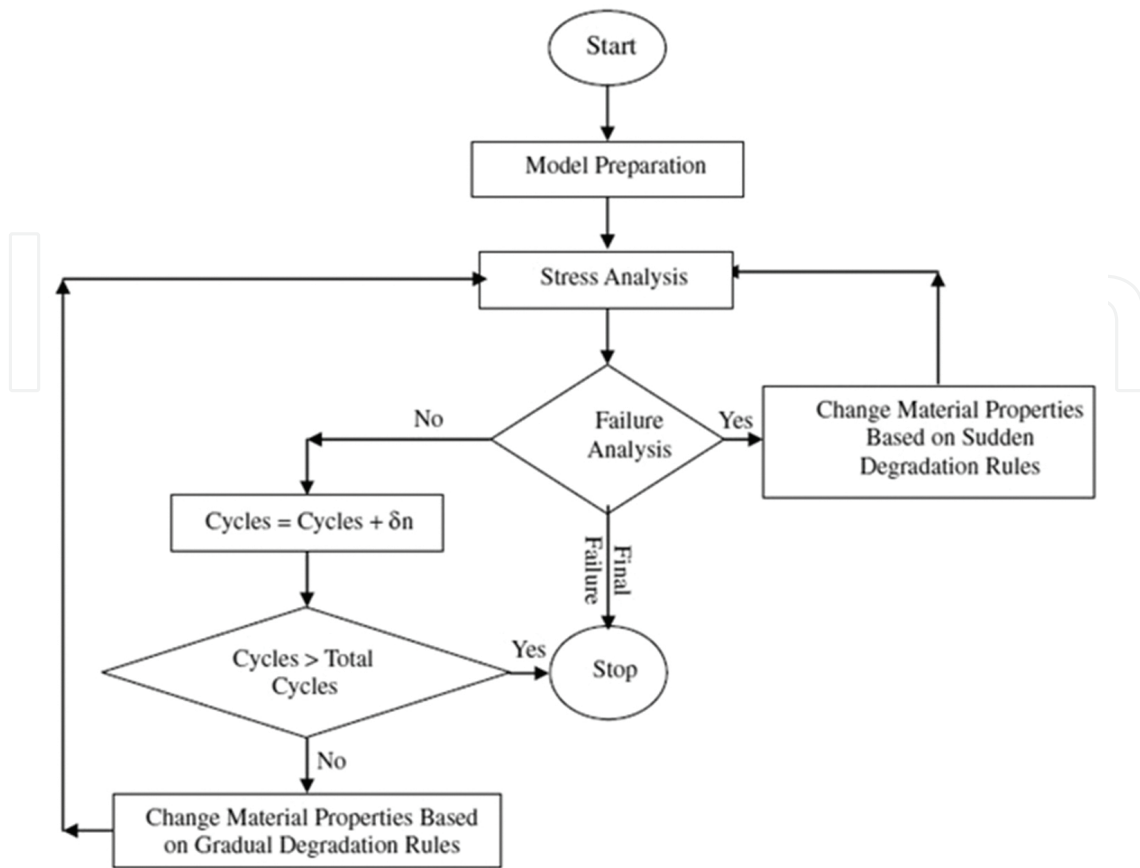 Start
Model Preparation
Stress Analysis
Failure
Analysis
No
Yes
Change Material Properties
Based on Sudden
Degradation Rules
Cycles = Cycles + δn
Final
Failure
Cycles > Total
Cycles
Yes
Stop
No
Change Material Properties Based
on Gradual Degradation Rules